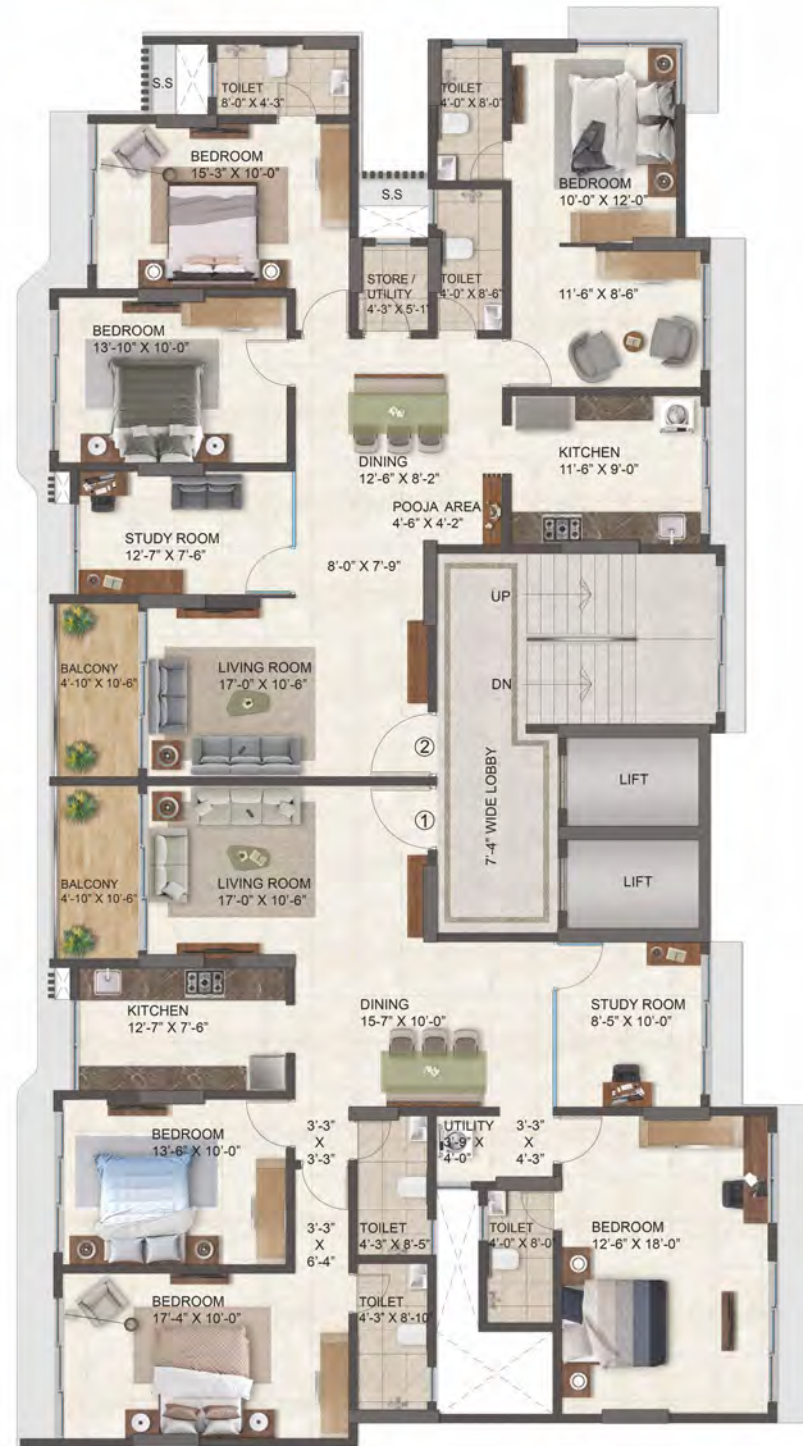 S.S
TOILET
8'-0" X 4'-3"
TOILET
4'-0" X 8'-0"
BEDROOM
15'-3" X 10'-0"
BEDROOM
10'-0" X 12'-0"
S.S
STORE /
UTILITY
4'-3" X 5'-1"
TOILET
4'-0" X 8'-6"
11'-6" X 8'-6"
BEDROOM
13'-10" X 10'-0"
DINING
12'-6" X 8'-2"
KITCHEN
11'-6" X 9'-0"
POOJA AREA
4'-6" X 4'-2"
STUDY ROOM
12'-7" X 7'-6"
8'-0" X 7'-9"
UP
DN
BALCONY
4'-10" X 10'-6"
LIVING ROOM
17'-0" X 10'-6"
2
LIFT
7'-4" WIDE LOBBY
1
BALCONY
4'-10" X 10'-6"
LIVING ROOM
17'-0" X 10'-6"
LIFT
KITCHEN
12'-7" X 7'-6"
DINING
15-7" X 10'-0"
STUDY ROOM
8'-5" X 10'-0"
BEDROOM
13'-6" X 10'-0"
3'-3"
X
3'-3"
UTILITY
3'-9" X
4'-0"
3'-3"
X
4'-3"
3'-3"
X
6'-4"
TOILET
4'-3" X 8'-5"
TOILET
4'-0" X 8'-0"
BEDROOM
12'-6" X 18'-0"
BEDROOM
17'-4" X 10'-0"
TOILET
4'-3" X 8'-10"